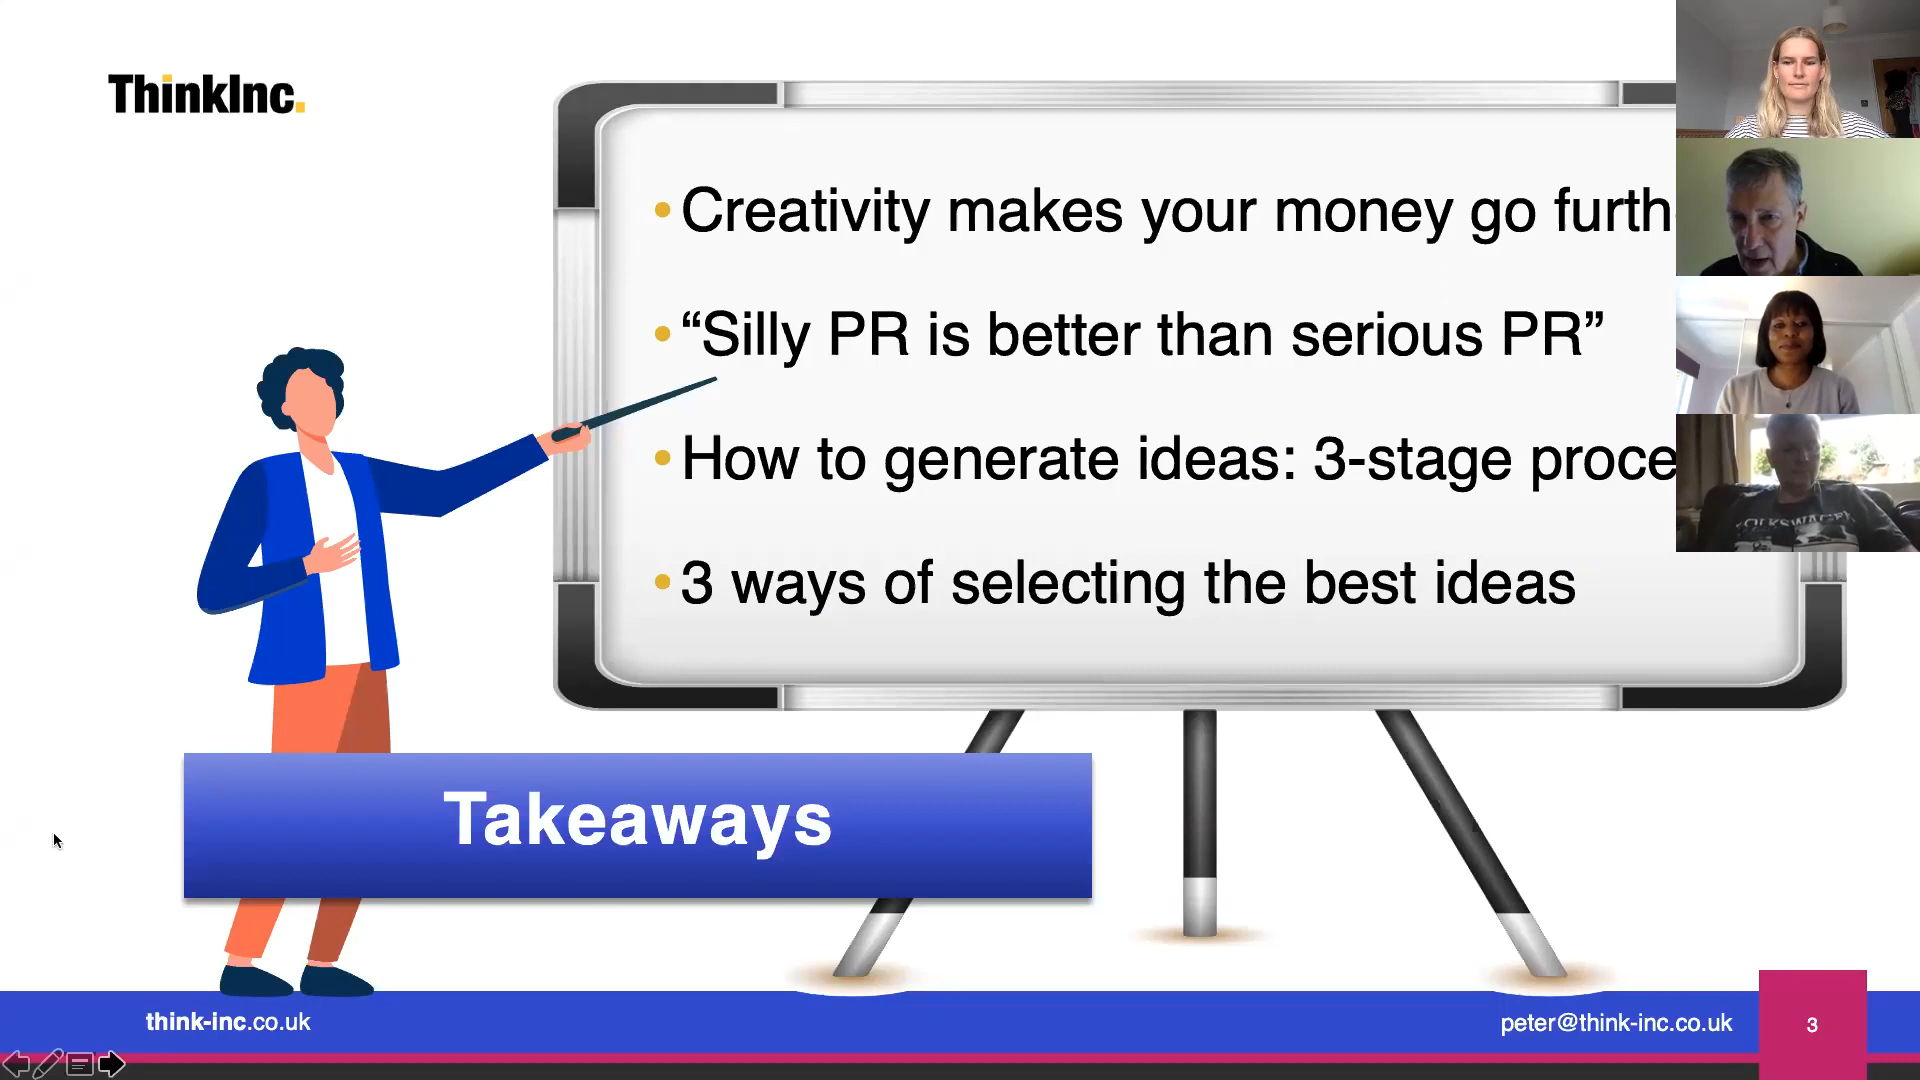 ThinkInc.
• Creativity makes your money go furth
• “Silly PR is better than serious PR”
• How to generate ideas: 3-stage proce
• 3 ways of selecting the best ideas
Takeaways
think-inc.co.uk
peter@think-inc.co.uk
3